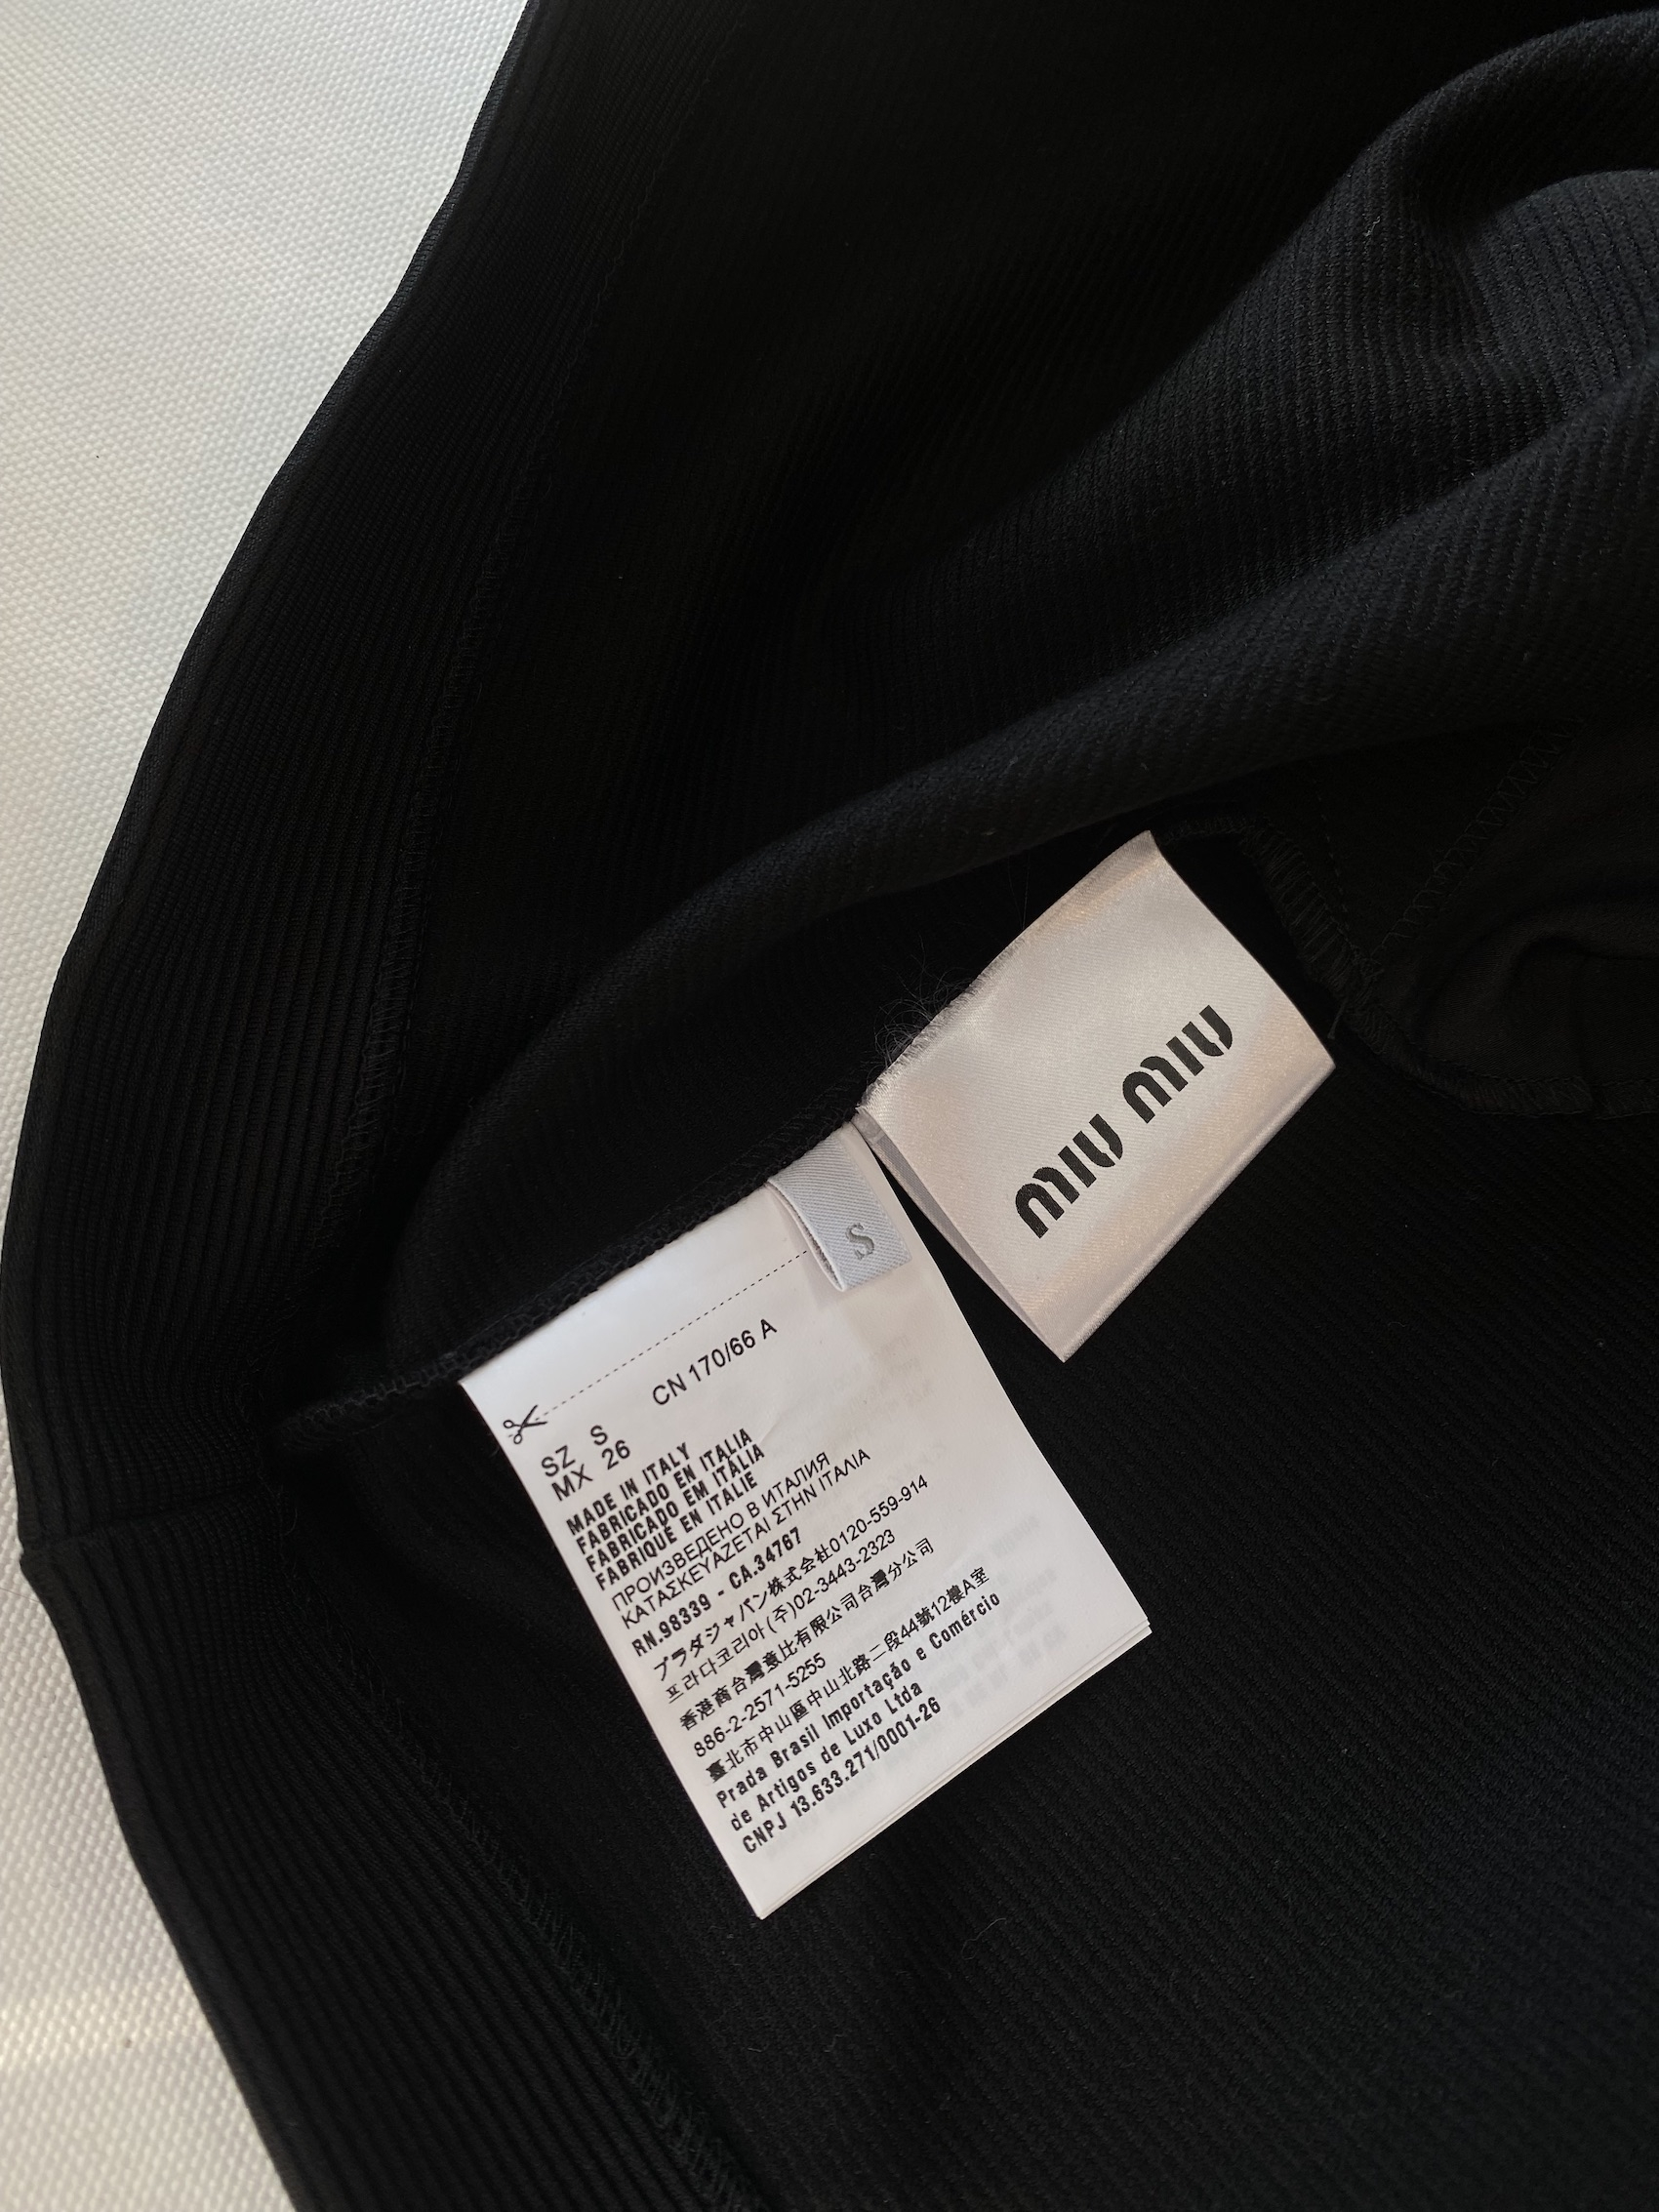 MIU MIU
S
CN 170/66 A
SZ S
MX 26
MADE IN ITALY
FABRICADO EN ITALIA
FABRICADO EM ITÁLIA
FABRIQUÉ EN ITALIE
ПРОИЗВЕДЕНО В ИТАЛИЯ
ΚΑΤΑΣΚΕΥΑΖΕΤΑΙ ΣΤΗΝ ΙΤΑΛΙΑ
RN.98339 - CA.34767
プラダジャパン株式会社0120-559-914
프라다코리아(주)02-3443-2323
香港商台灣意比有限公司台灣分公司
886-2-2571-5255
臺北市中山區中山北路二段44號12樓A室
Prada Brasil Importação e Comércio
de Artigos de Luxo Ltda
CNPJ 13.633.271/0001-26